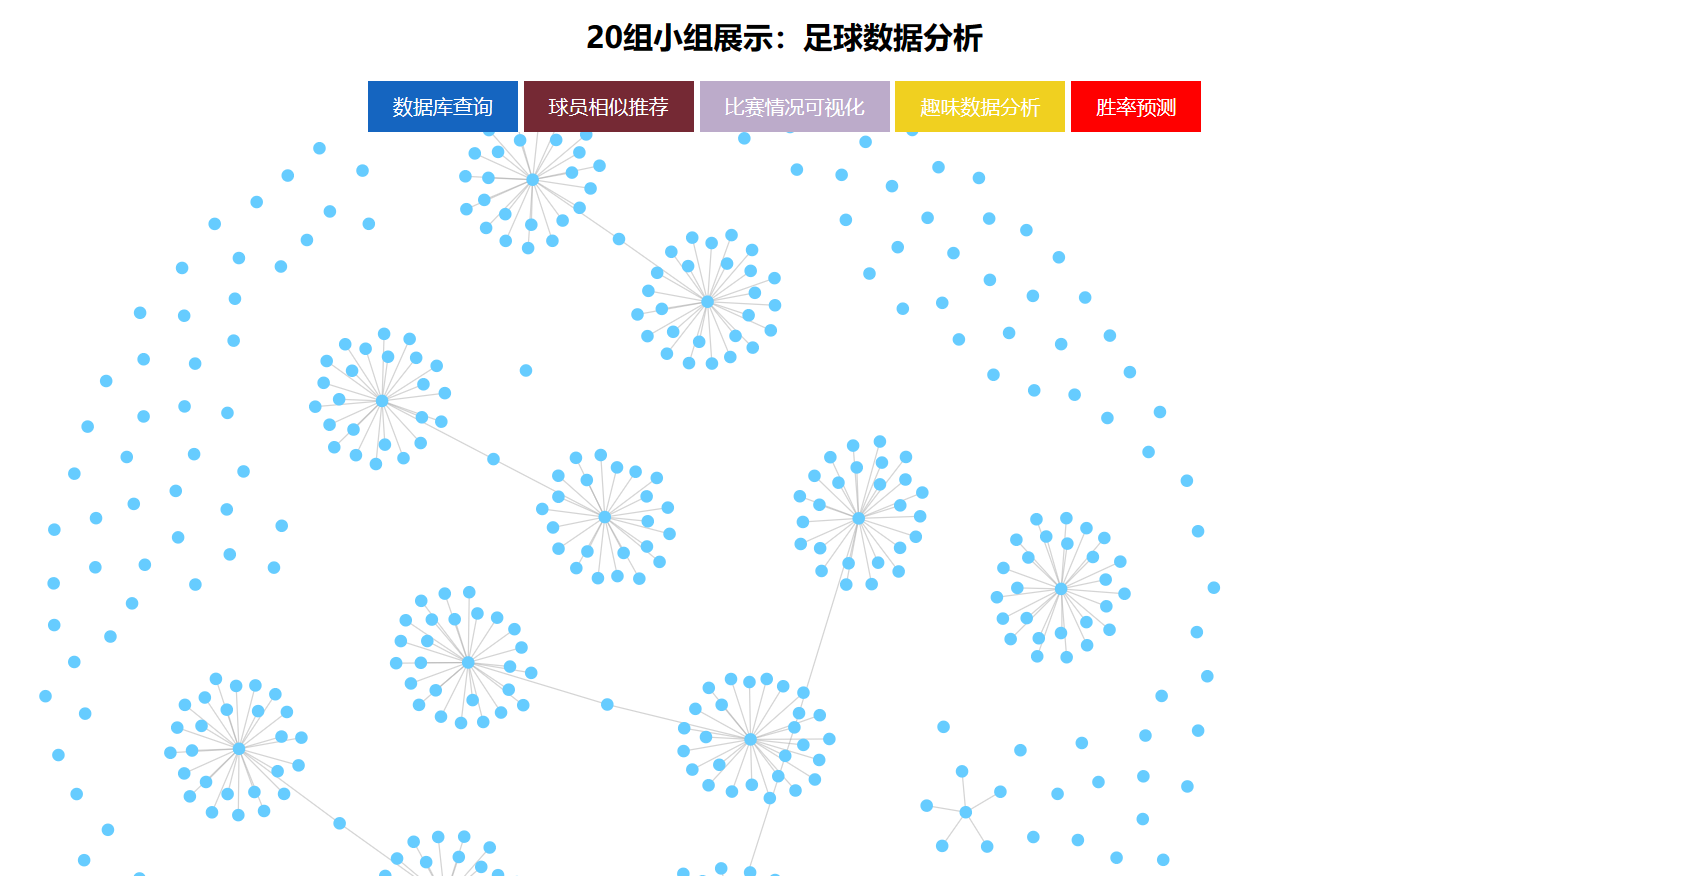 20组小组展示：足球数据分析
数据库查询
球员相似推荐
比赛情况可视化
趣味数据分析
胜率预测